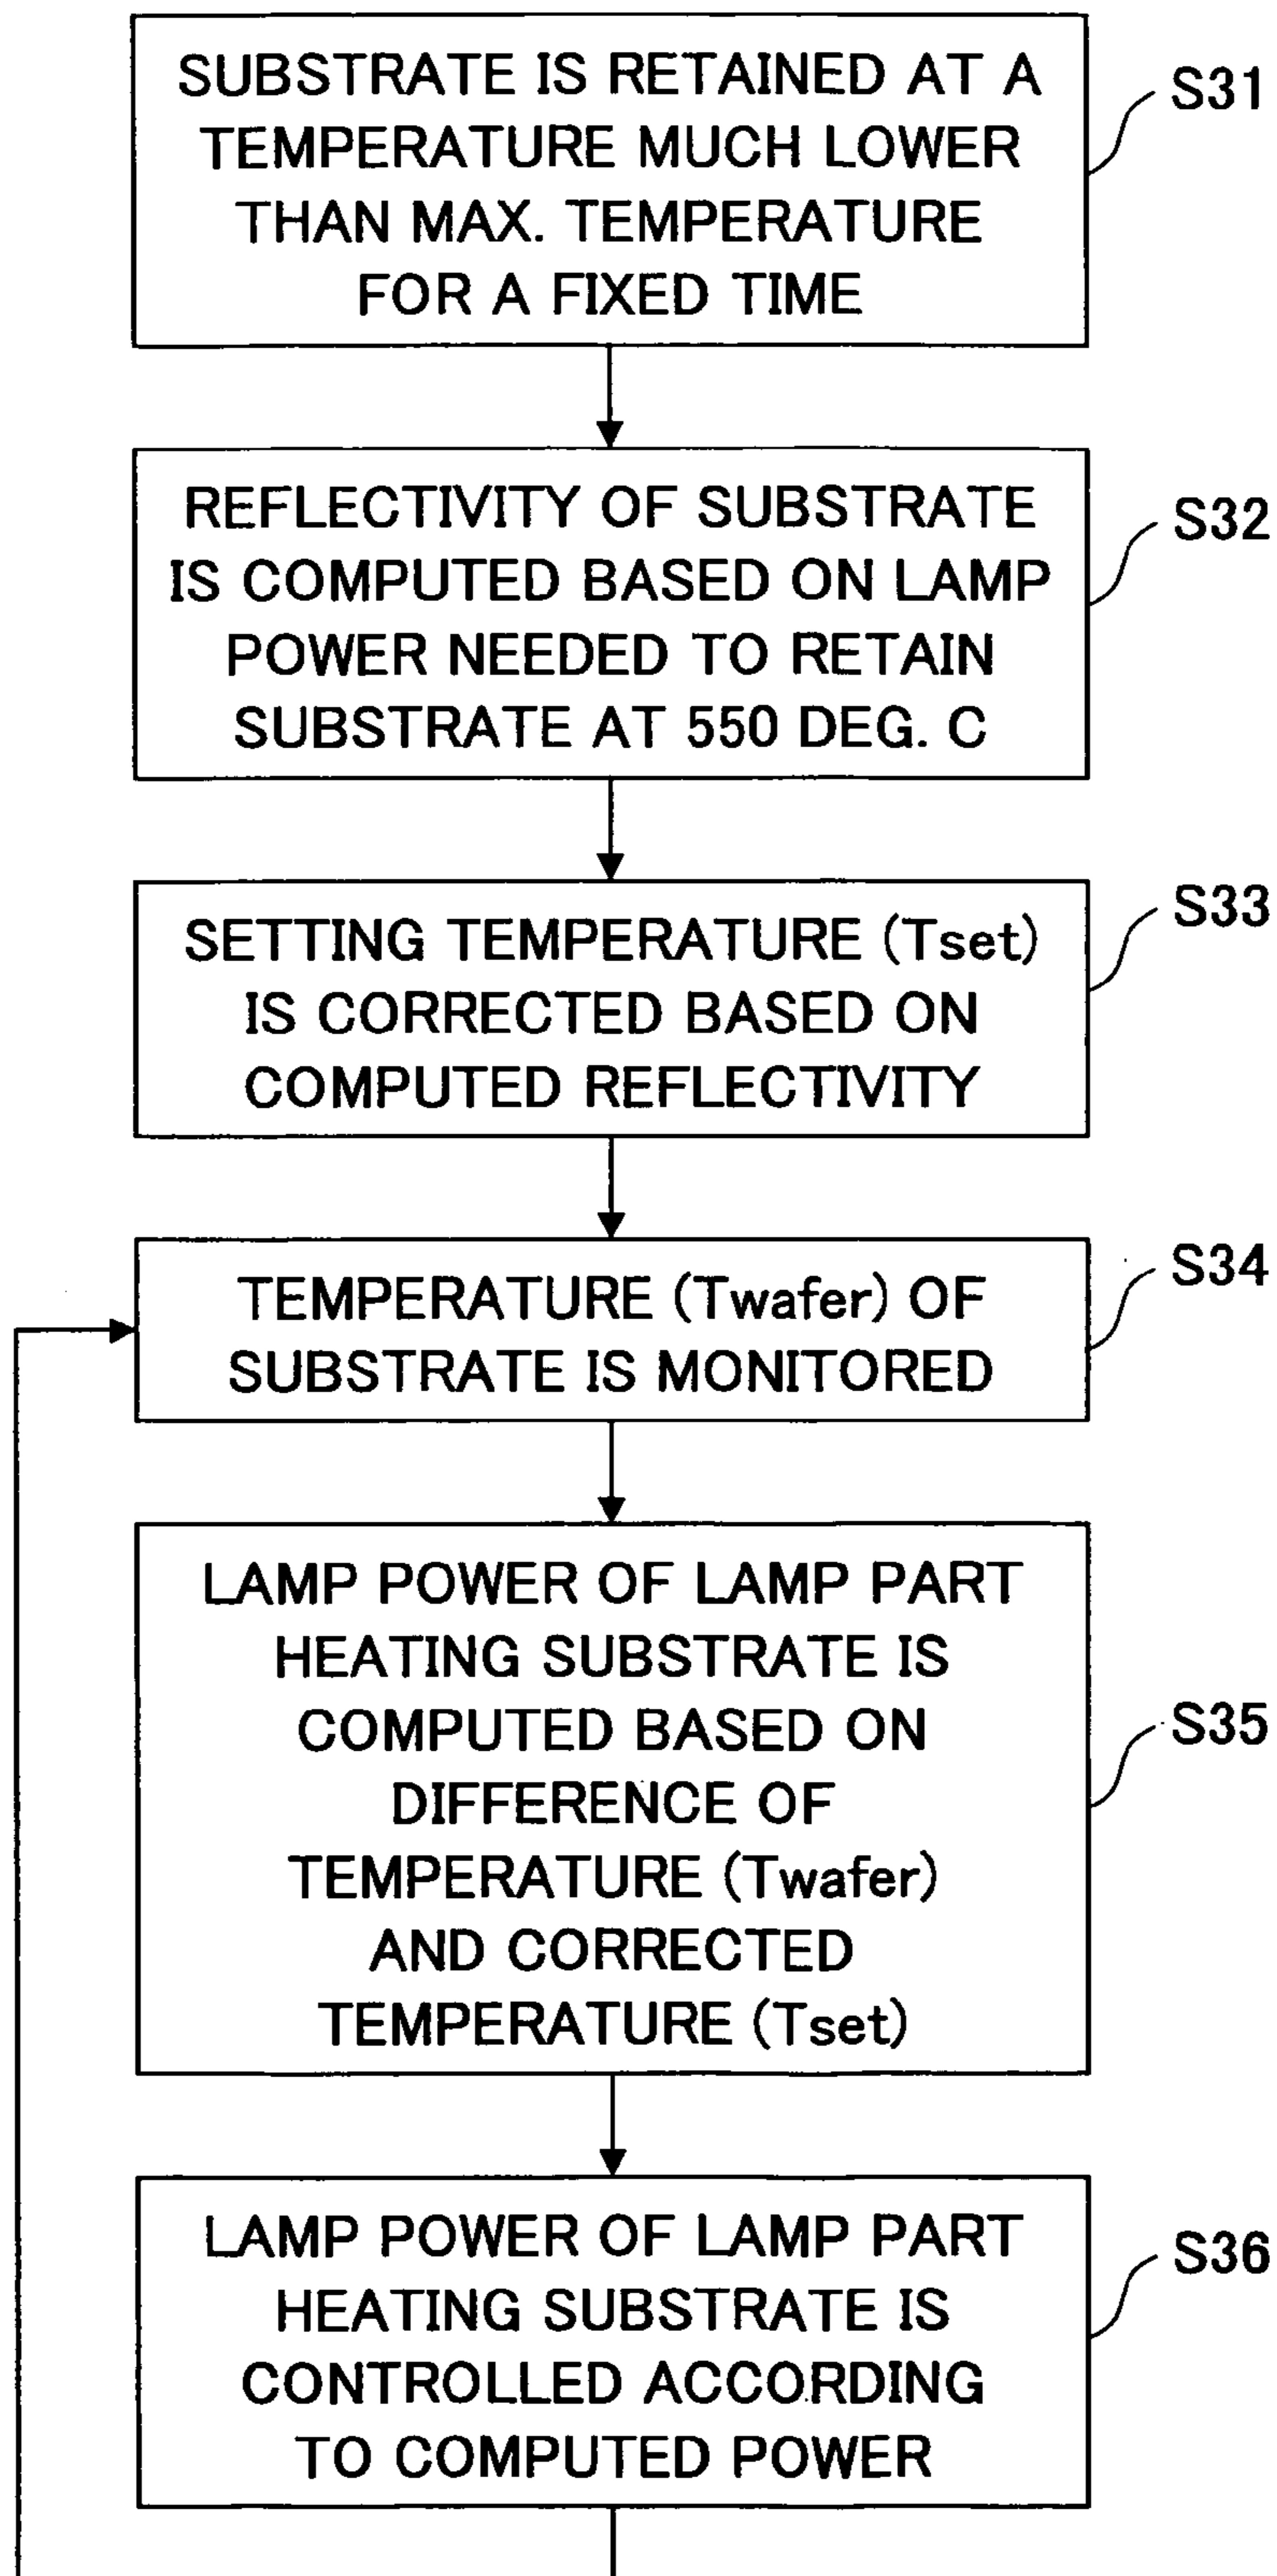 SUBSTRATE IS RETAINED AT A
TEMPERATURE MUCH LOWER
THAN MAX. TEMPERATURE
FOR A FIXED TIME
S31
REFLECTIVITY OF SUBSTRATE
IS COMPUTED BASED ON LAMP
POWER NEEDED TO RETAIN
SUBSTRATE AT 550 DEG. C
S32
SETTING TEMPERATURE (Tset)
IS CORRECTED BASED ON
COMPUTED REFLECTIVITY
S33
TEMPERATURE (Twafer) OF
SUBSTRATE IS MONITORED
S34
LAMP POWER OF LAMP PART
HEATING SUBSTRATE IS
COMPUTED BASED ON
DIFFERENCE OF
TEMPERATURE (Twafer)
AND CORRECTED
TEMPERATURE (Tset)
S35
LAMP POWER OF LAMP PART
HEATING SUBSTRATE IS
CONTROLLED ACCORDING
TO COMPUTED POWER
S36